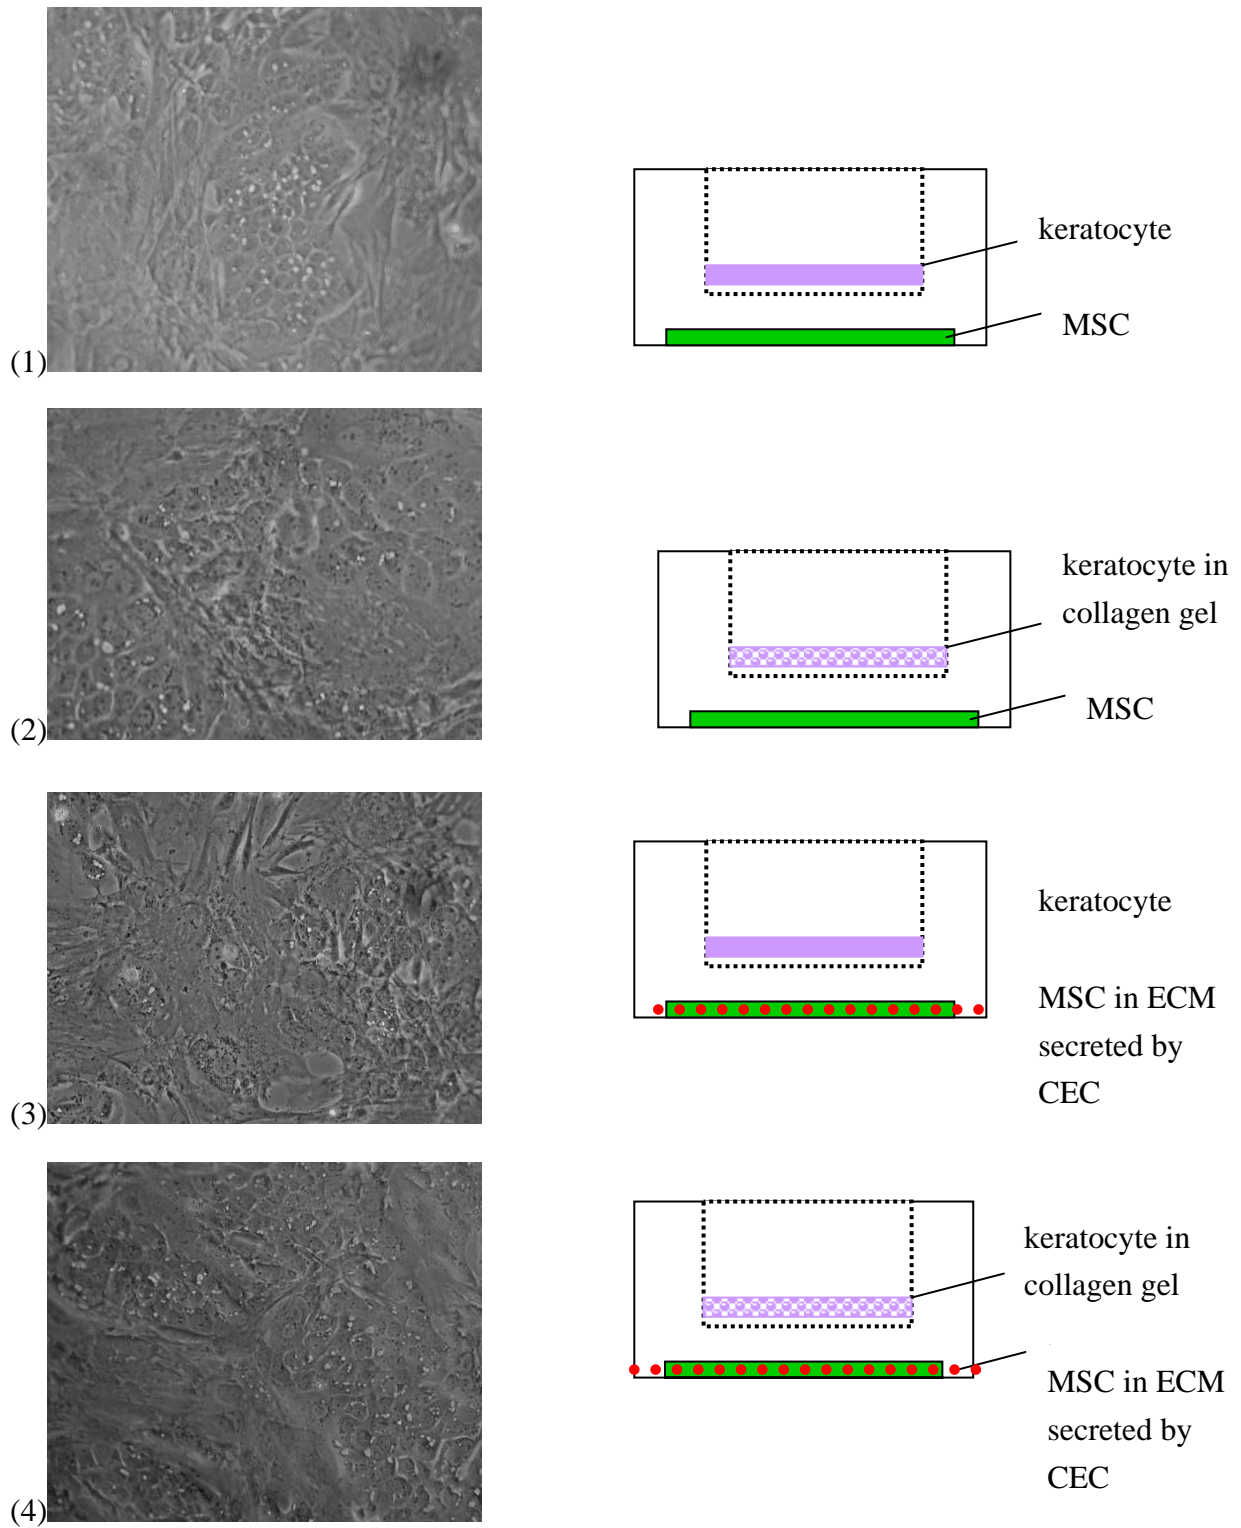 (1)
keratocyte
MSC
(2)
keratocyte in
collagen gel
MSC
(3)
keratocyte
MSC in ECM
secreted by
CEC
(4)
keratocyte in
collagen gel
MSC in ECM
secreted by
CEC